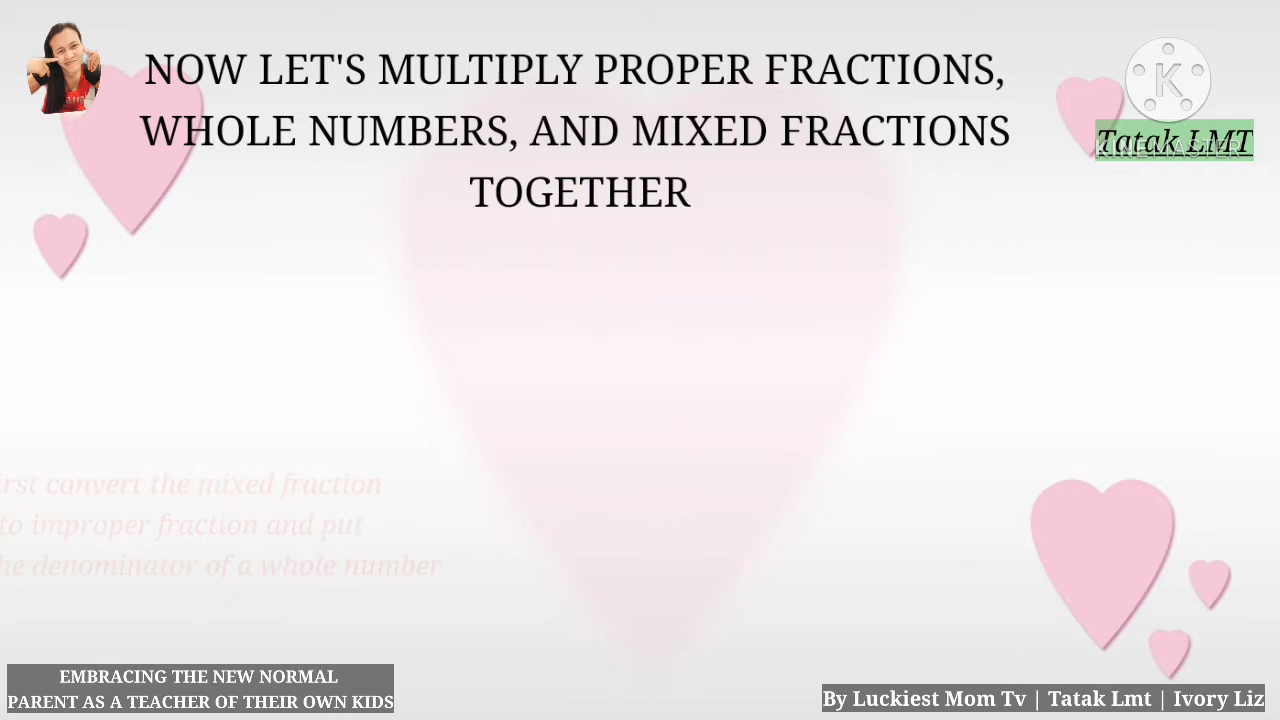 NOW LET'S MULTIPLY PROPER FRACTIONS,
WHOLE NUMBERS, AND MIXED FRACTIONS
TOGETHER
K
Tatak LMT
KINEMASTER
convert the mixed fraction
to improper fraction and put
denominator of a whole number
EMBRACING THE NEW NORMAL
PARENT AS A TEACHER OF THEIR OWN KIDS
By Luckiest Mom Tv | Tatak Lmt | Ivory Liz